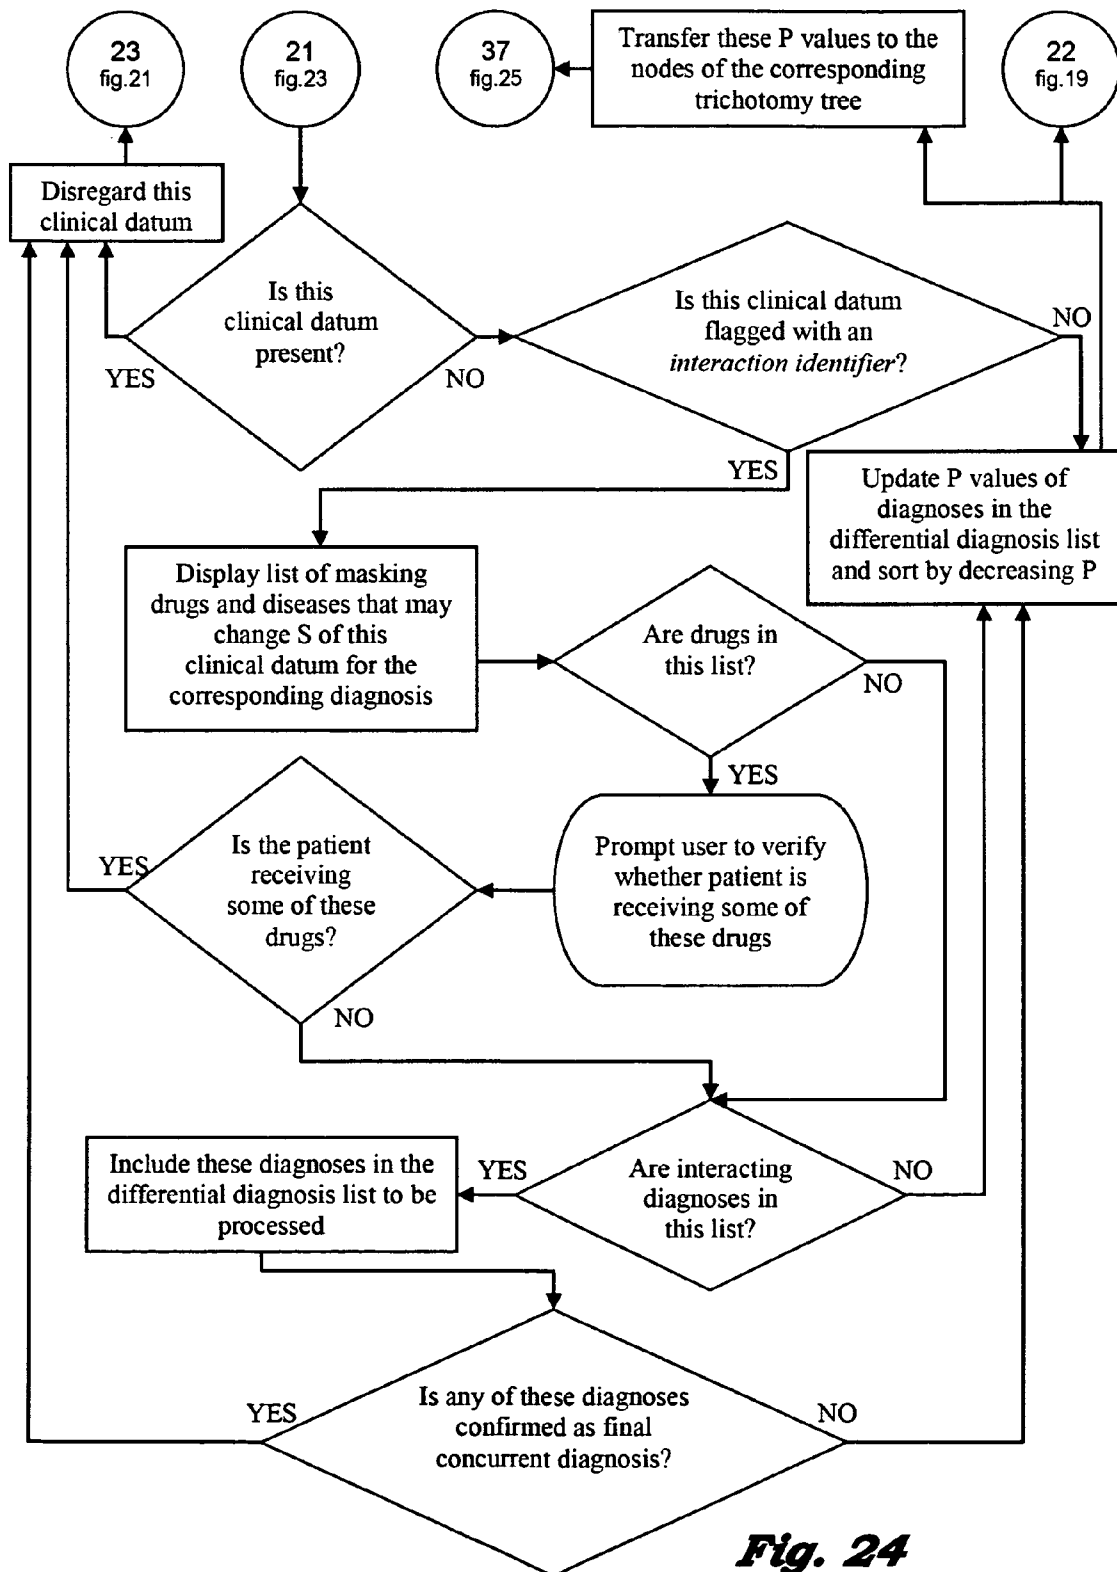 23
fig.21
21
fig.23
37
fig.25
Transfer these P values to the
nodes of the corresponding
trichotomy tree
22
fig.19
Disregard this
clinical datum
Is this
clinical datum
present?
YES
NO
Is this clinical datum
flagged with an
interaction identifier?
NO
YES
Update P values of
diagnoses in the
differential diagnosis list
and sort by decreasing P
Display list of masking
drugs and diseases that may
change S of this
clinical datum for the
corresponding diagnosis
Are drugs in
this list?
NO
YES
Prompt user to verify
whether patient is
receiving some of
these drugs
Is the patient
receiving
some of these
drugs?
YES
NO
Are interacting
diagnoses in
this list?
YES
NO
Include these diagnoses in the
differential diagnosis list to be
processed
Is any of these diagnoses
confirmed as final
concurrent diagnosis?
YES
NO
Fig. 24